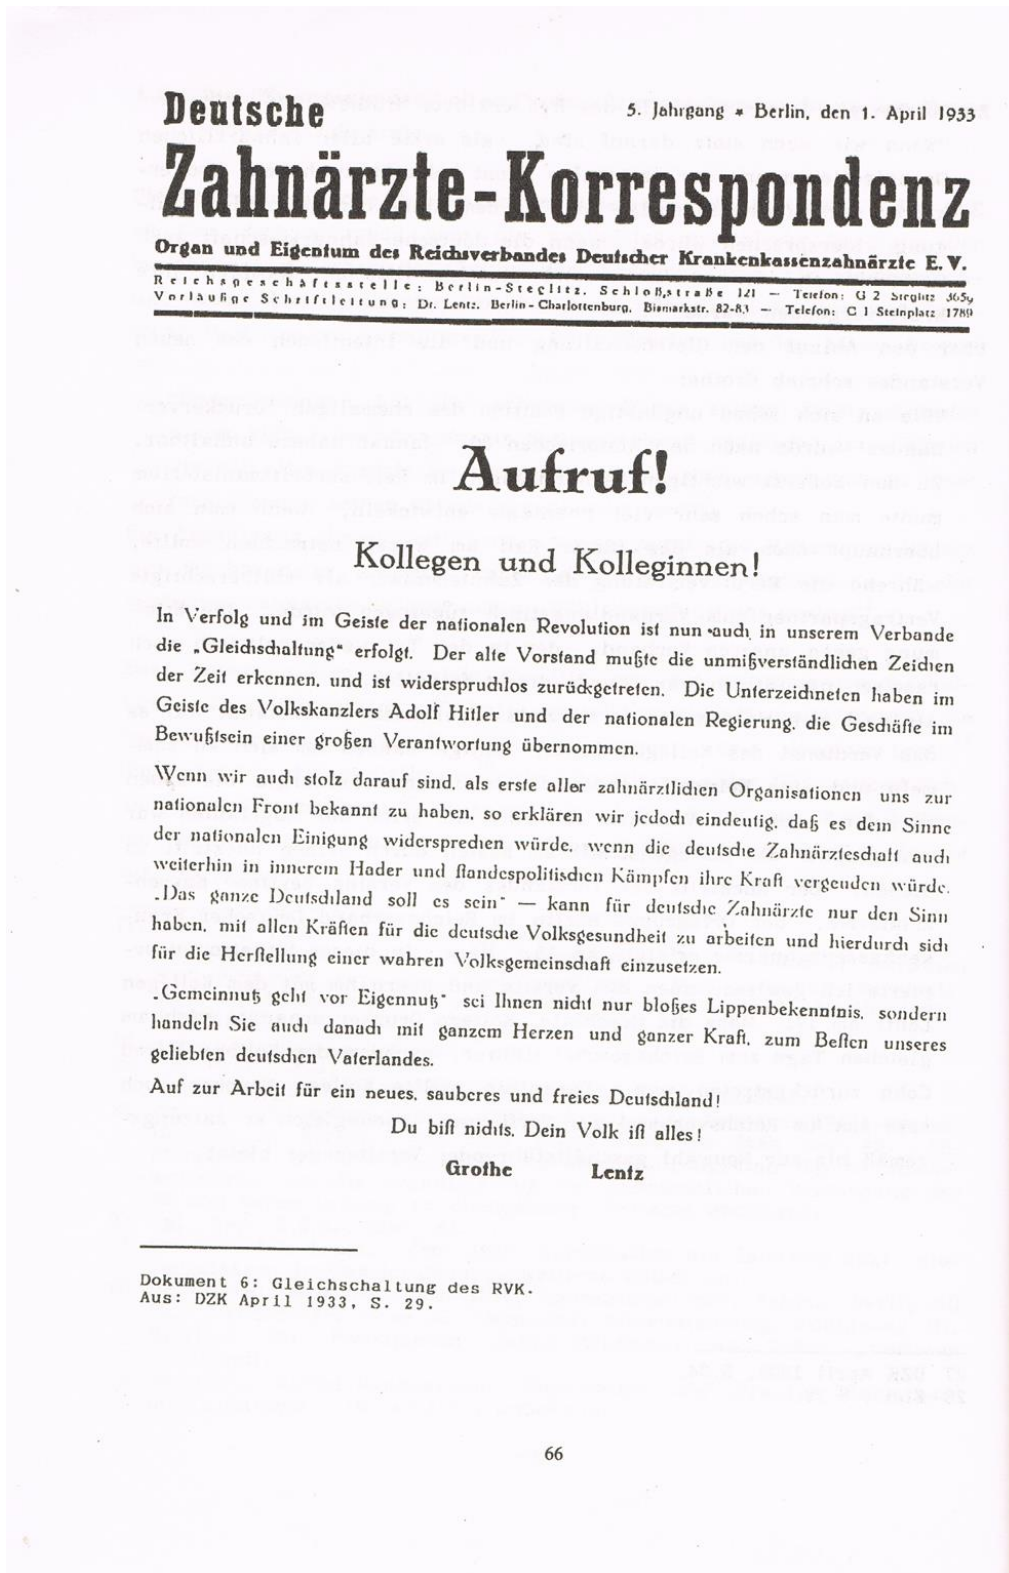 Deutsche
5. Jahrgang * Berlin, den 1. April 1933
Zahnärzte-Korrespondenz
Organ und Eigentum des Reichsverbandes Deutscher Krankenkassenzahnärzte E. V.
Reichsgeschäftsstelle: Berlin-Steglitz, Schloßstraße 121 — Telefon: G 2 Steglitz 3659
Vorläufige Schriftleitung: Dr. Lentz, Berlin-Charlottenburg, Bismarkstr. 82-83 — Telefon: C 1 Steinplatz 1789
Aufruf!
Kollegen und Kolleginnen!
In Verfolg und im Geiste der nationalen Revolution ist nun auch in unserem Verbande
die „Gleichschaltung“ erfolgt. Der alte Vorstand mußte die unmißverständlichen Zeichen
der Zeit erkennen, und ist widerspruchlos zurückgetreten. Die Unterzeichneten haben im
Geiste des Volkskanzlers Adolf Hitler und der nationalen Regierung, die Geschäfte im
Bewußtsein einer großen Verantwortung übernommen.
Wenn wir auch stolz darauf sind, als erste aller zahnärztlichen Organisationen uns zur
nationalen Front bekannt zu haben, so erklären wir jedoch eindeutig, daß es dem Sinne
der nationalen Einigung widersprechen würde, wenn die deutsche Zahnärzteschaft auch
weiterhin in innerem Hader und standespolitischen Kämpfen ihre Kraft vergeuden würde.
„Das ganze Deutschland soll es sein“ — kann für deutsche Zahnärzte nur den Sinn
haben, mit allen Kräften für die deutsche Volksgesundheit zu arbeiten und hierdurch sich
für die Herstellung einer wahren Volksgemeinschaft einzusetzen.
„Gemeinnutz geht vor Eigennutz“ sei Ihnen nicht nur bloßes Lippenbekenntnis, sondern
handeln Sie auch danach mit ganzem Herzen und ganzer Kraft, zum Besten unseres
geliebten deutschen Vaterlandes.
Auf zur Arbeit für ein neues, sauberes und freies Deutschland!
Du bist nichts, Dein Volk ist alles!
Grothe Lentz
Dokument 6: Gleichschaltung des RVK.
Aus: DZK April 1933, S. 29.
66